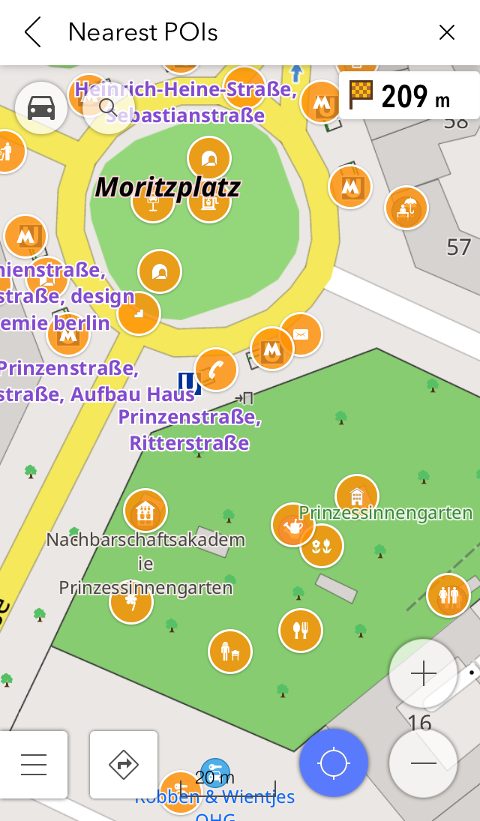 Nearest POIs
209 m
Heinrich-Heine-Straße,
Sebastianstraße
58
Moritzplatz
57
nienstraße,
straße, design
emie berlin
Prinzenstraße,
straße, Aufbau Haus
U
Prinzenstraße,
Ritterstraße
Prinzessinnengarten
Nachbarschaftsakadem
ie
Prinzessinnengarten
16
20 m
Robben & Wientjes
OHG